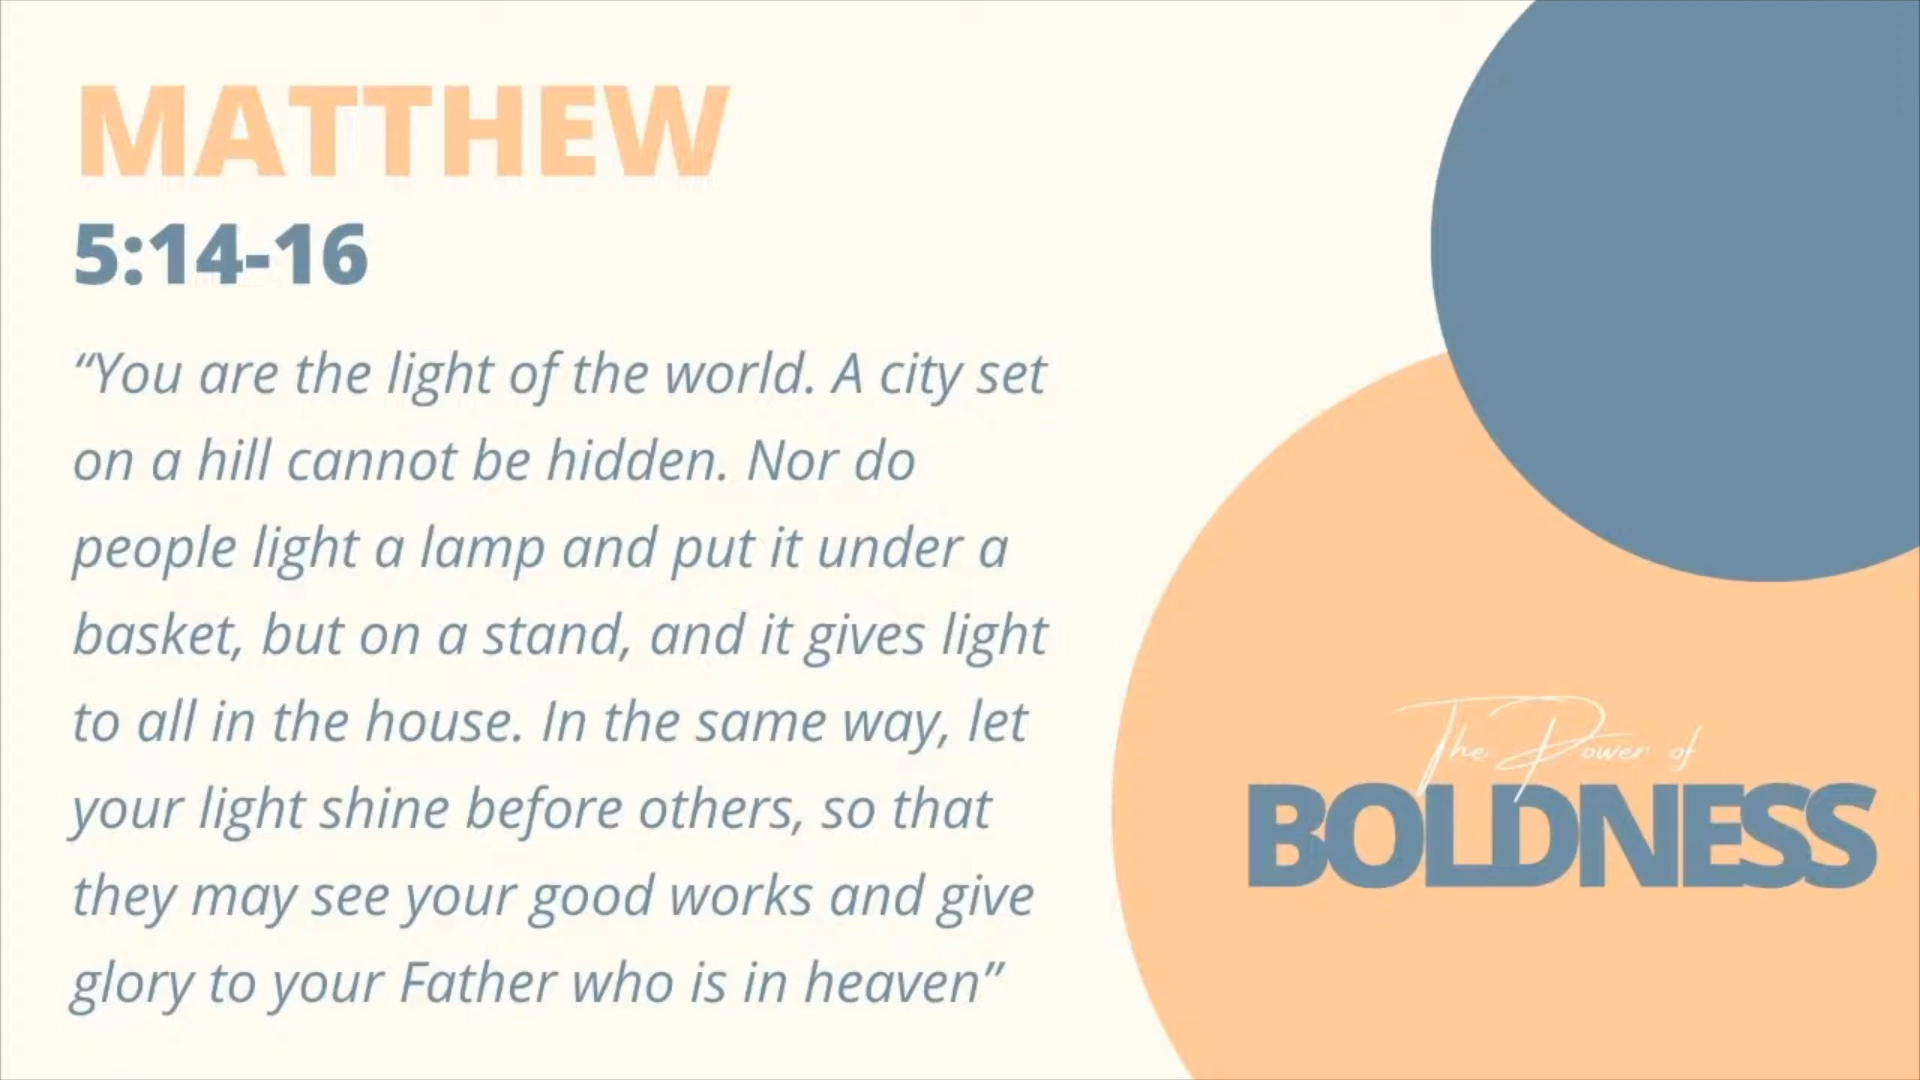 MATTHEW
5:14-16
“You are the light of the world. A city set
on a hill cannot be hidden. Nor do
people light a lamp and put it under a
basket, but on a stand, and it gives light
to all in the house. In the same way, let
your light shine before others, so that
they may see your good works and give
glory to your Father who is in heaven”
The Power of
BOLDNESS